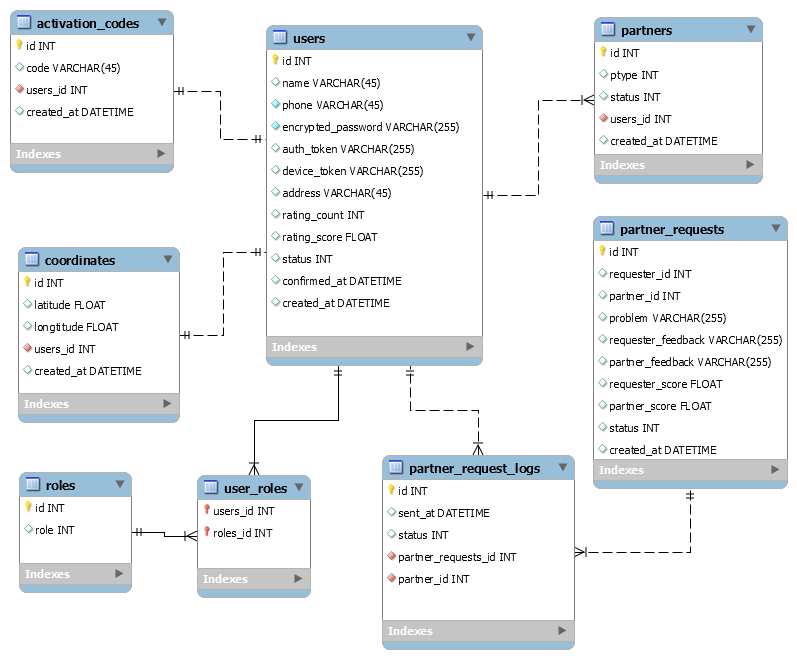 activation_codes
id INT
code VARCHAR(45)
users_id INT
created_at DATETIME
Indexes
users
id INT
name VARCHAR(45)
phone VARCHAR(45)
encrypted_password VARCHAR(255)
auth_token VARCHAR(255)
device_token VARCHAR(255)
address VARCHAR(45)
rating_count INT
rating_score FLOAT
status INT
confirmed_at DATETIME
created_at DATETIME
Indexes
partners
id INT
ptype INT
status INT
users_id INT
created_at DATETIME
Indexes
coordinates
id INT
latitude FLOAT
longtitude FLOAT
users_id INT
created_at DATETIME
Indexes
partner_requests
id INT
requester_id INT
partner_id INT
problem VARCHAR(255)
requester_feedback VARCHAR(255)
partner_feedback VARCHAR(255)
requester_score FLOAT
partner_score FLOAT
status INT
created_at DATETIME
Indexes
roles
id INT
role INT
Indexes
user_roles
users_id INT
roles_id INT
Indexes
partner_request_logs
id INT
sent_at DATETIME
status INT
partner_requests_id INT
partner_id INT
Indexes